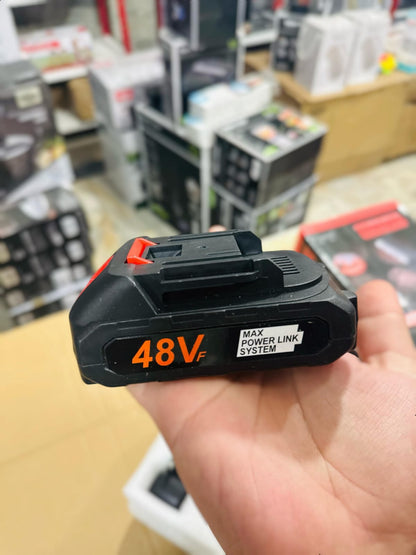 48VF
MAX
POWER LINK
SYSTEM